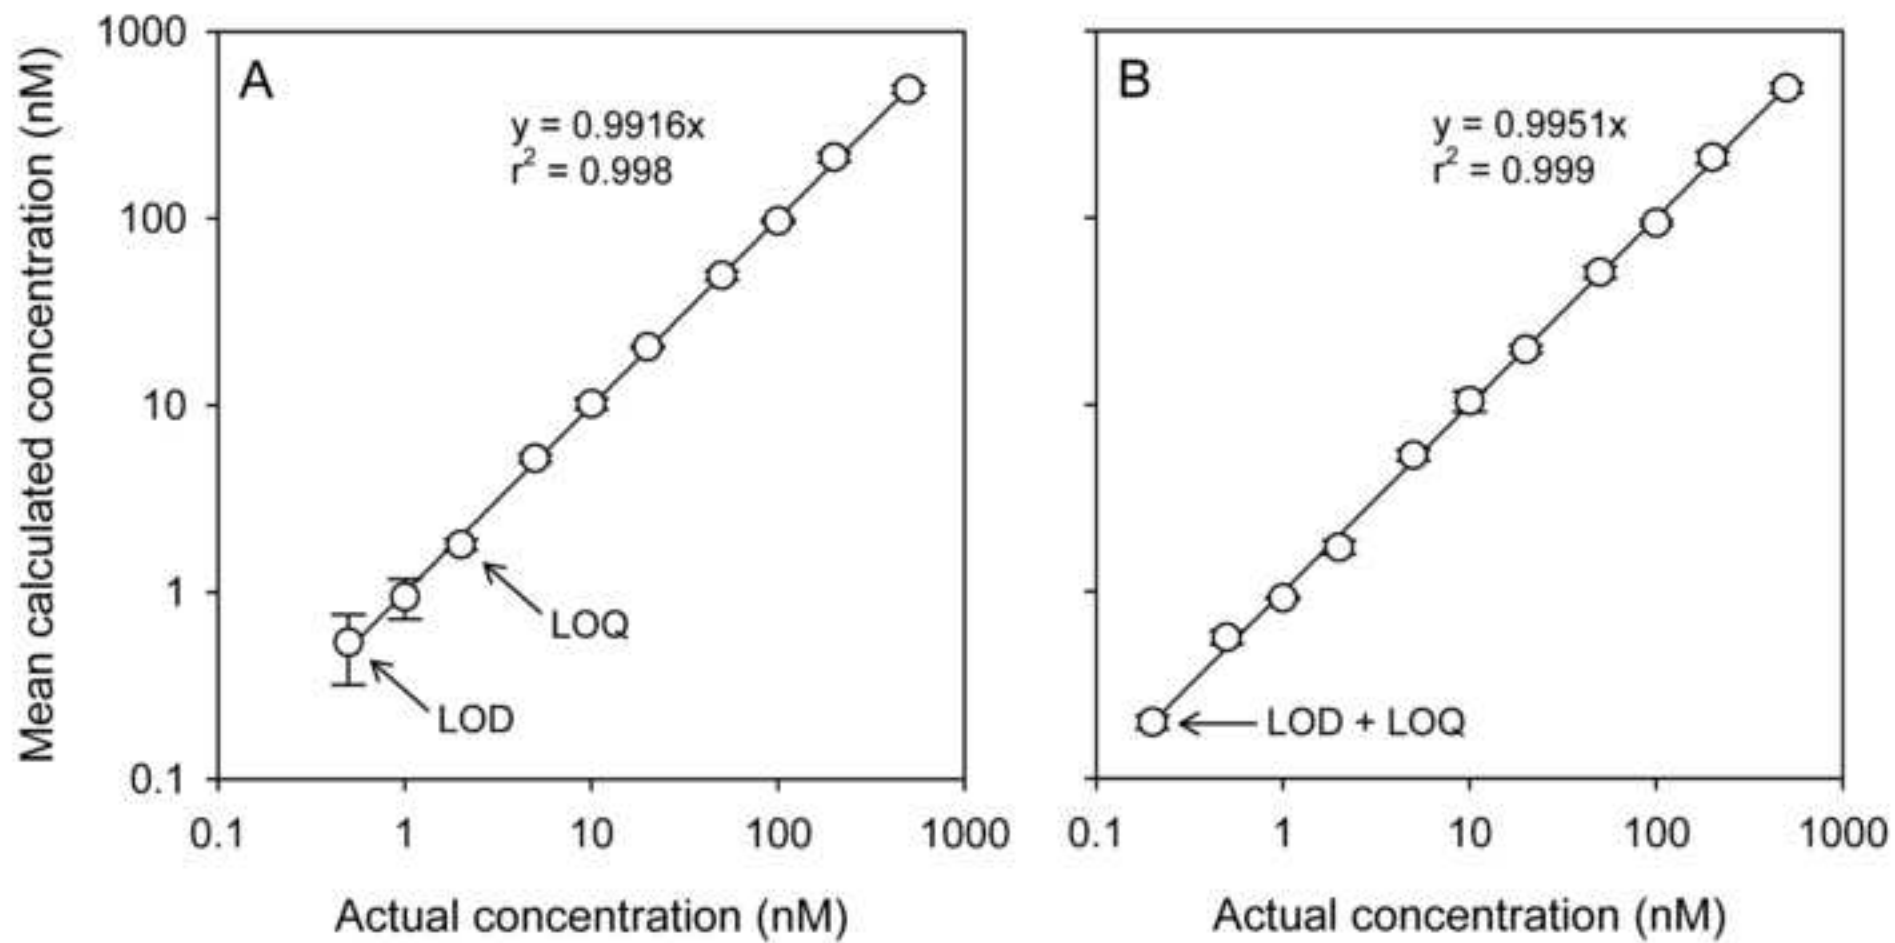 Mean calculated concentration (nM)
1000
100
10
1
0.1
A
y = 0.9916x
r² = 0.998
LOQ
LOD
0.1 1 10 100 1000
Actual concentration (nM)
B
y = 0.9951x
r² = 0.999
LOD + LOQ
0.1 1 10 100 1000
Actual concentration (nM)